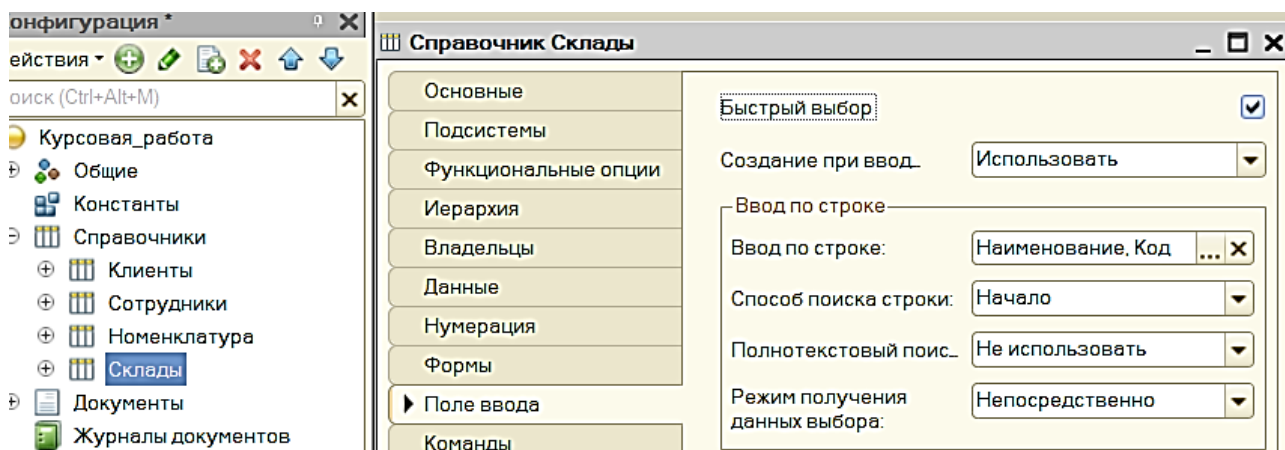 онфигурация *
ействия
оиск (Ctrl+Alt+M)
Курсовая_работа
Общие
Константы
Справочники
Клиенты
Сотрудники
Номенклатура
Склады
Документы
Журналы документов
Справочник Склады
Основные
Подсистемы
Функциональные опции
Иерархия
Владельцы
Данные
Нумерация
Формы
Поле ввода
Команды
Быстрый выбор
Создание при ввод... Использовать
Ввод по строке
Ввод по строке: Наименование, Код ...
Способ поиска строки: Начало
Полнотекстовый поис... Не использовать
Режим получения
данных выбора: Непосредственно